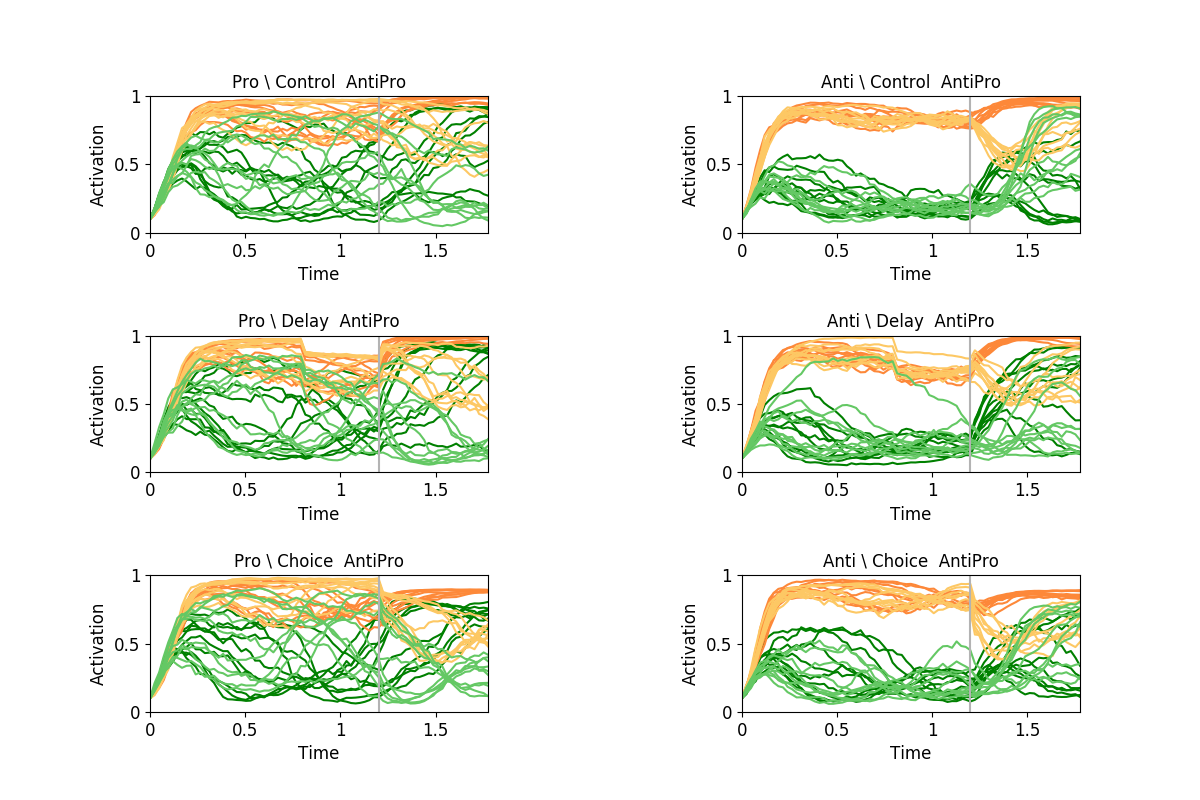 Pro \ Control  AntiPro
1
0.5
0
Activation
0 0.5 1 1.5
Time
Anti \ Control  AntiPro
1
0.5
0
Activation
0 0.5 1 1.5
Time
Pro \ Delay  AntiPro
1
0.5
0
Activation
0 0.5 1 1.5
Time
Anti \ Delay  AntiPro
1
0.5
0
Activation
0 0.5 1 1.5
Time
Pro \ Choice  AntiPro
1
0.5
0
Activation
0 0.5 1 1.5
Time
Anti \ Choice  AntiPro
1
0.5
0
Activation
0 0.5 1 1.5
Time